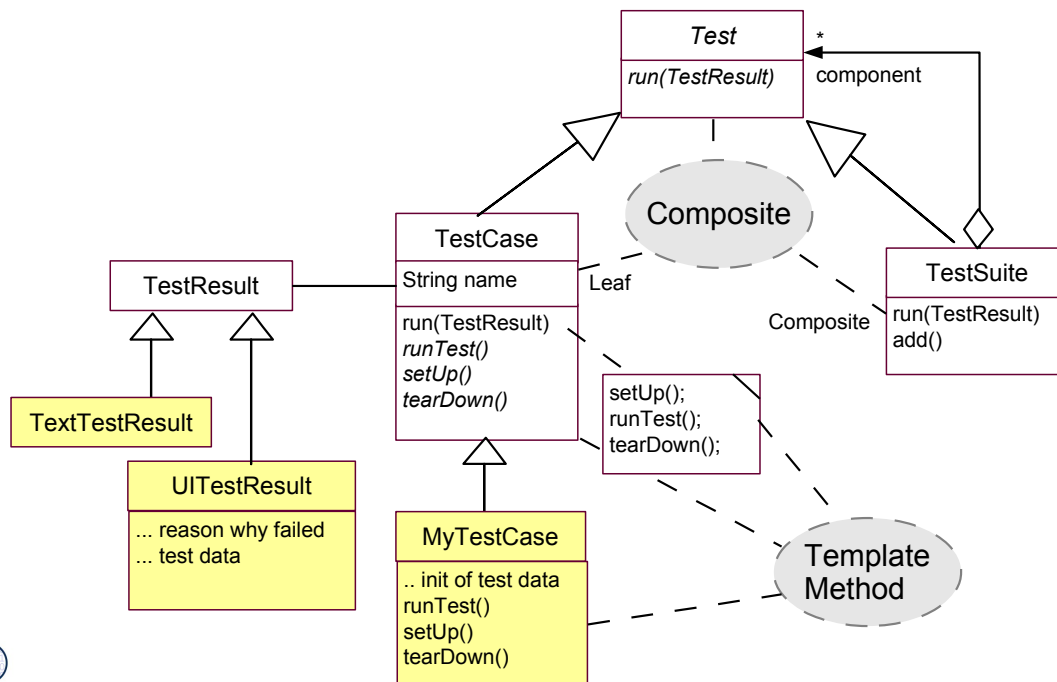 Test
run(TestResult)
*
component
Composite
TestCase
String name
run(TestResult)
runTest()
setUp()
tearDown()
Leaf
Composite
TestSuite
run(TestResult)
add()
TestResult
TextTestResult
UITestResult
... reason why failed
... test data
setUp();
runTest();
tearDown();
MyTestCase
.. init of test data
runTest()
setUp()
tearDown()
Template
Method